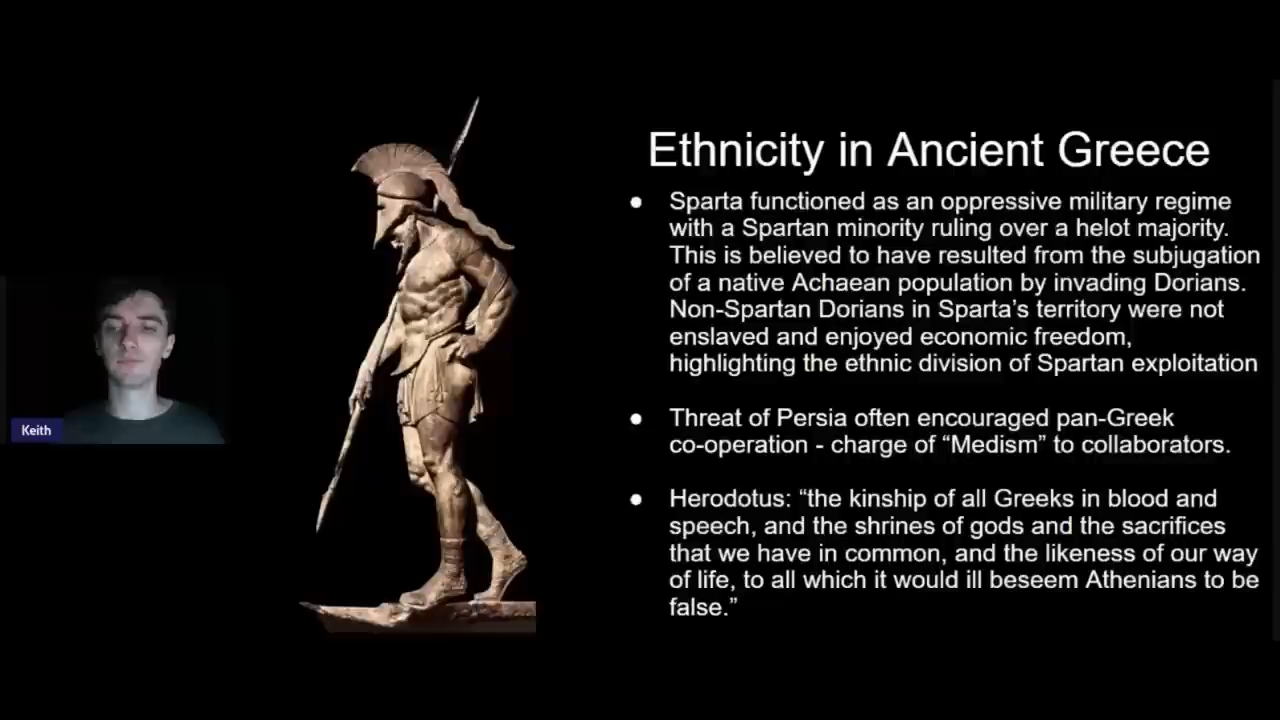 Ethnicity in Ancient Greece
● Sparta functioned as an oppressive military regime
with a Spartan minority ruling over a helot majority.
This is believed to have resulted from the subjugation
of a native Achaean population by invading Dorians.
Non-Spartan Dorians in Sparta’s territory were not
enslaved and enjoyed economic freedom,
highlighting the ethnic division of Spartan exploitation
● Threat of Persia often encouraged pan-Greek
co-operation - charge of “Medism” to collaborators.
● Herodotus: “the kinship of all Greeks in blood and
speech, and the shrines of gods and the sacrifices
that we have in common, and the likeness of our way
of life, to all which it would ill beseem Athenians to be
false.”
Keith